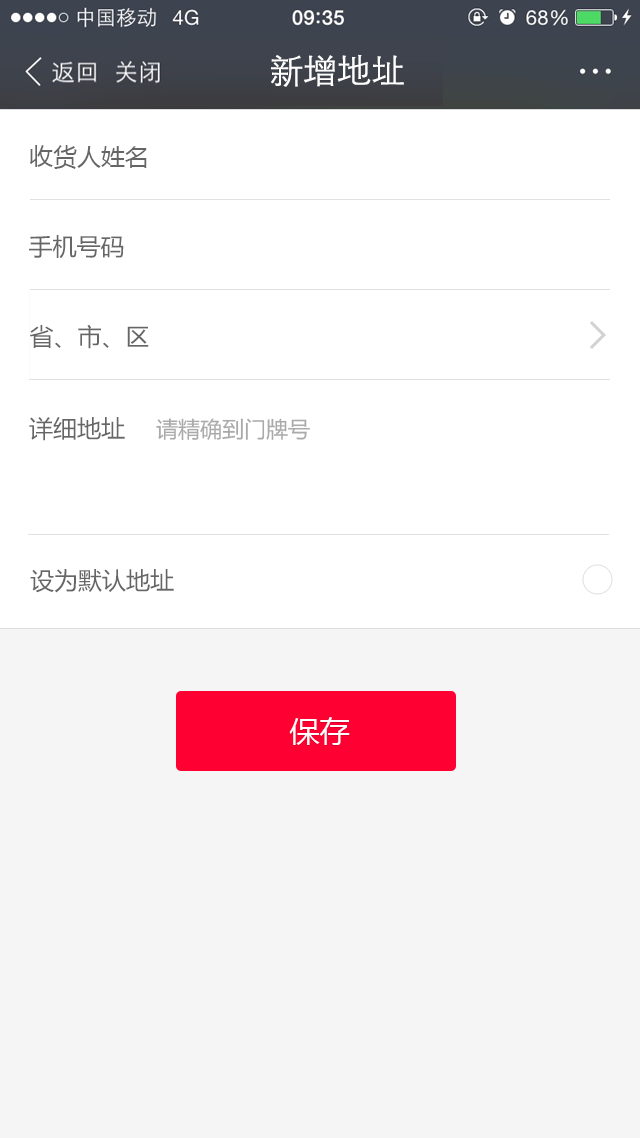 中国移动 4G 09:35 68%
返回 关闭 新增地址
收货人姓名
手机号码
省、市、区
详细地址 请精确到门牌号
设为默认地址
保存